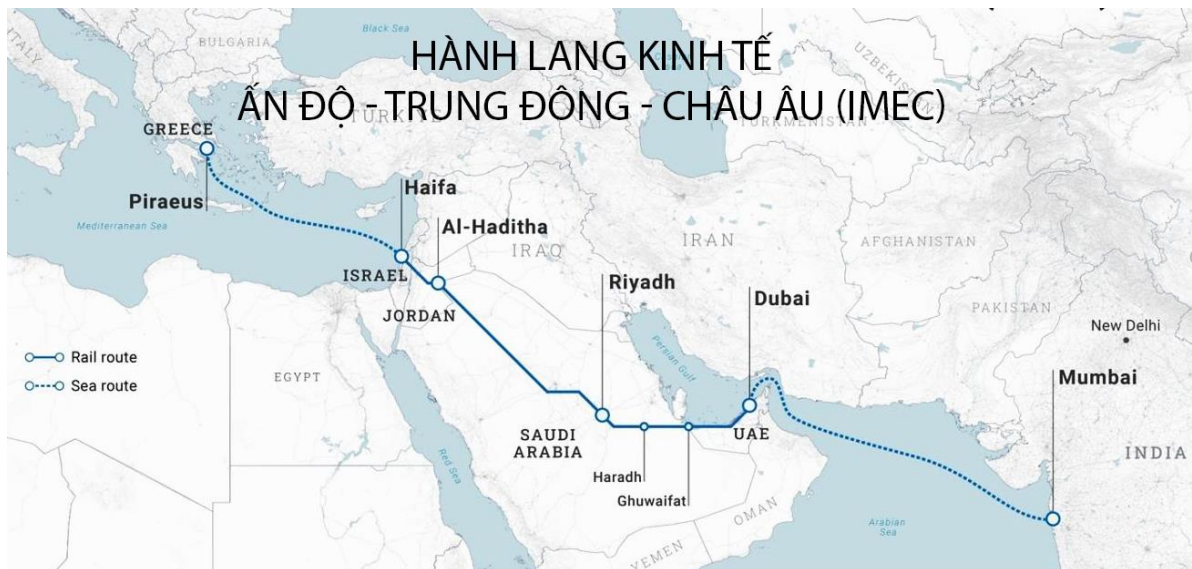 HÀNH LANG KINH TẾ
ẤN ĐỘ - TRUNG ĐÔNG - CHÂU ÂU (IMEC)
Black Sea
ITALY
BULGARIA
UZBEKISTAN
TURKMENISTAN
GREECE
Piraeus
Mediterranean Sea
Haifa
Al-Haditha
IRAQ
IRAN
AFGHANISTAN
ISRAEL
JORDAN
Riyadh
Dubai
PAKISTAN
New Delhi
Persian Gulf
Rail route
Sea route
EGYPT
Mumbai
SAUDI
ARABIA
UAE
INDIA
Red Sea
Haradh
Ghuwaifat
OMAN
Arabian
Sea
YEMEN